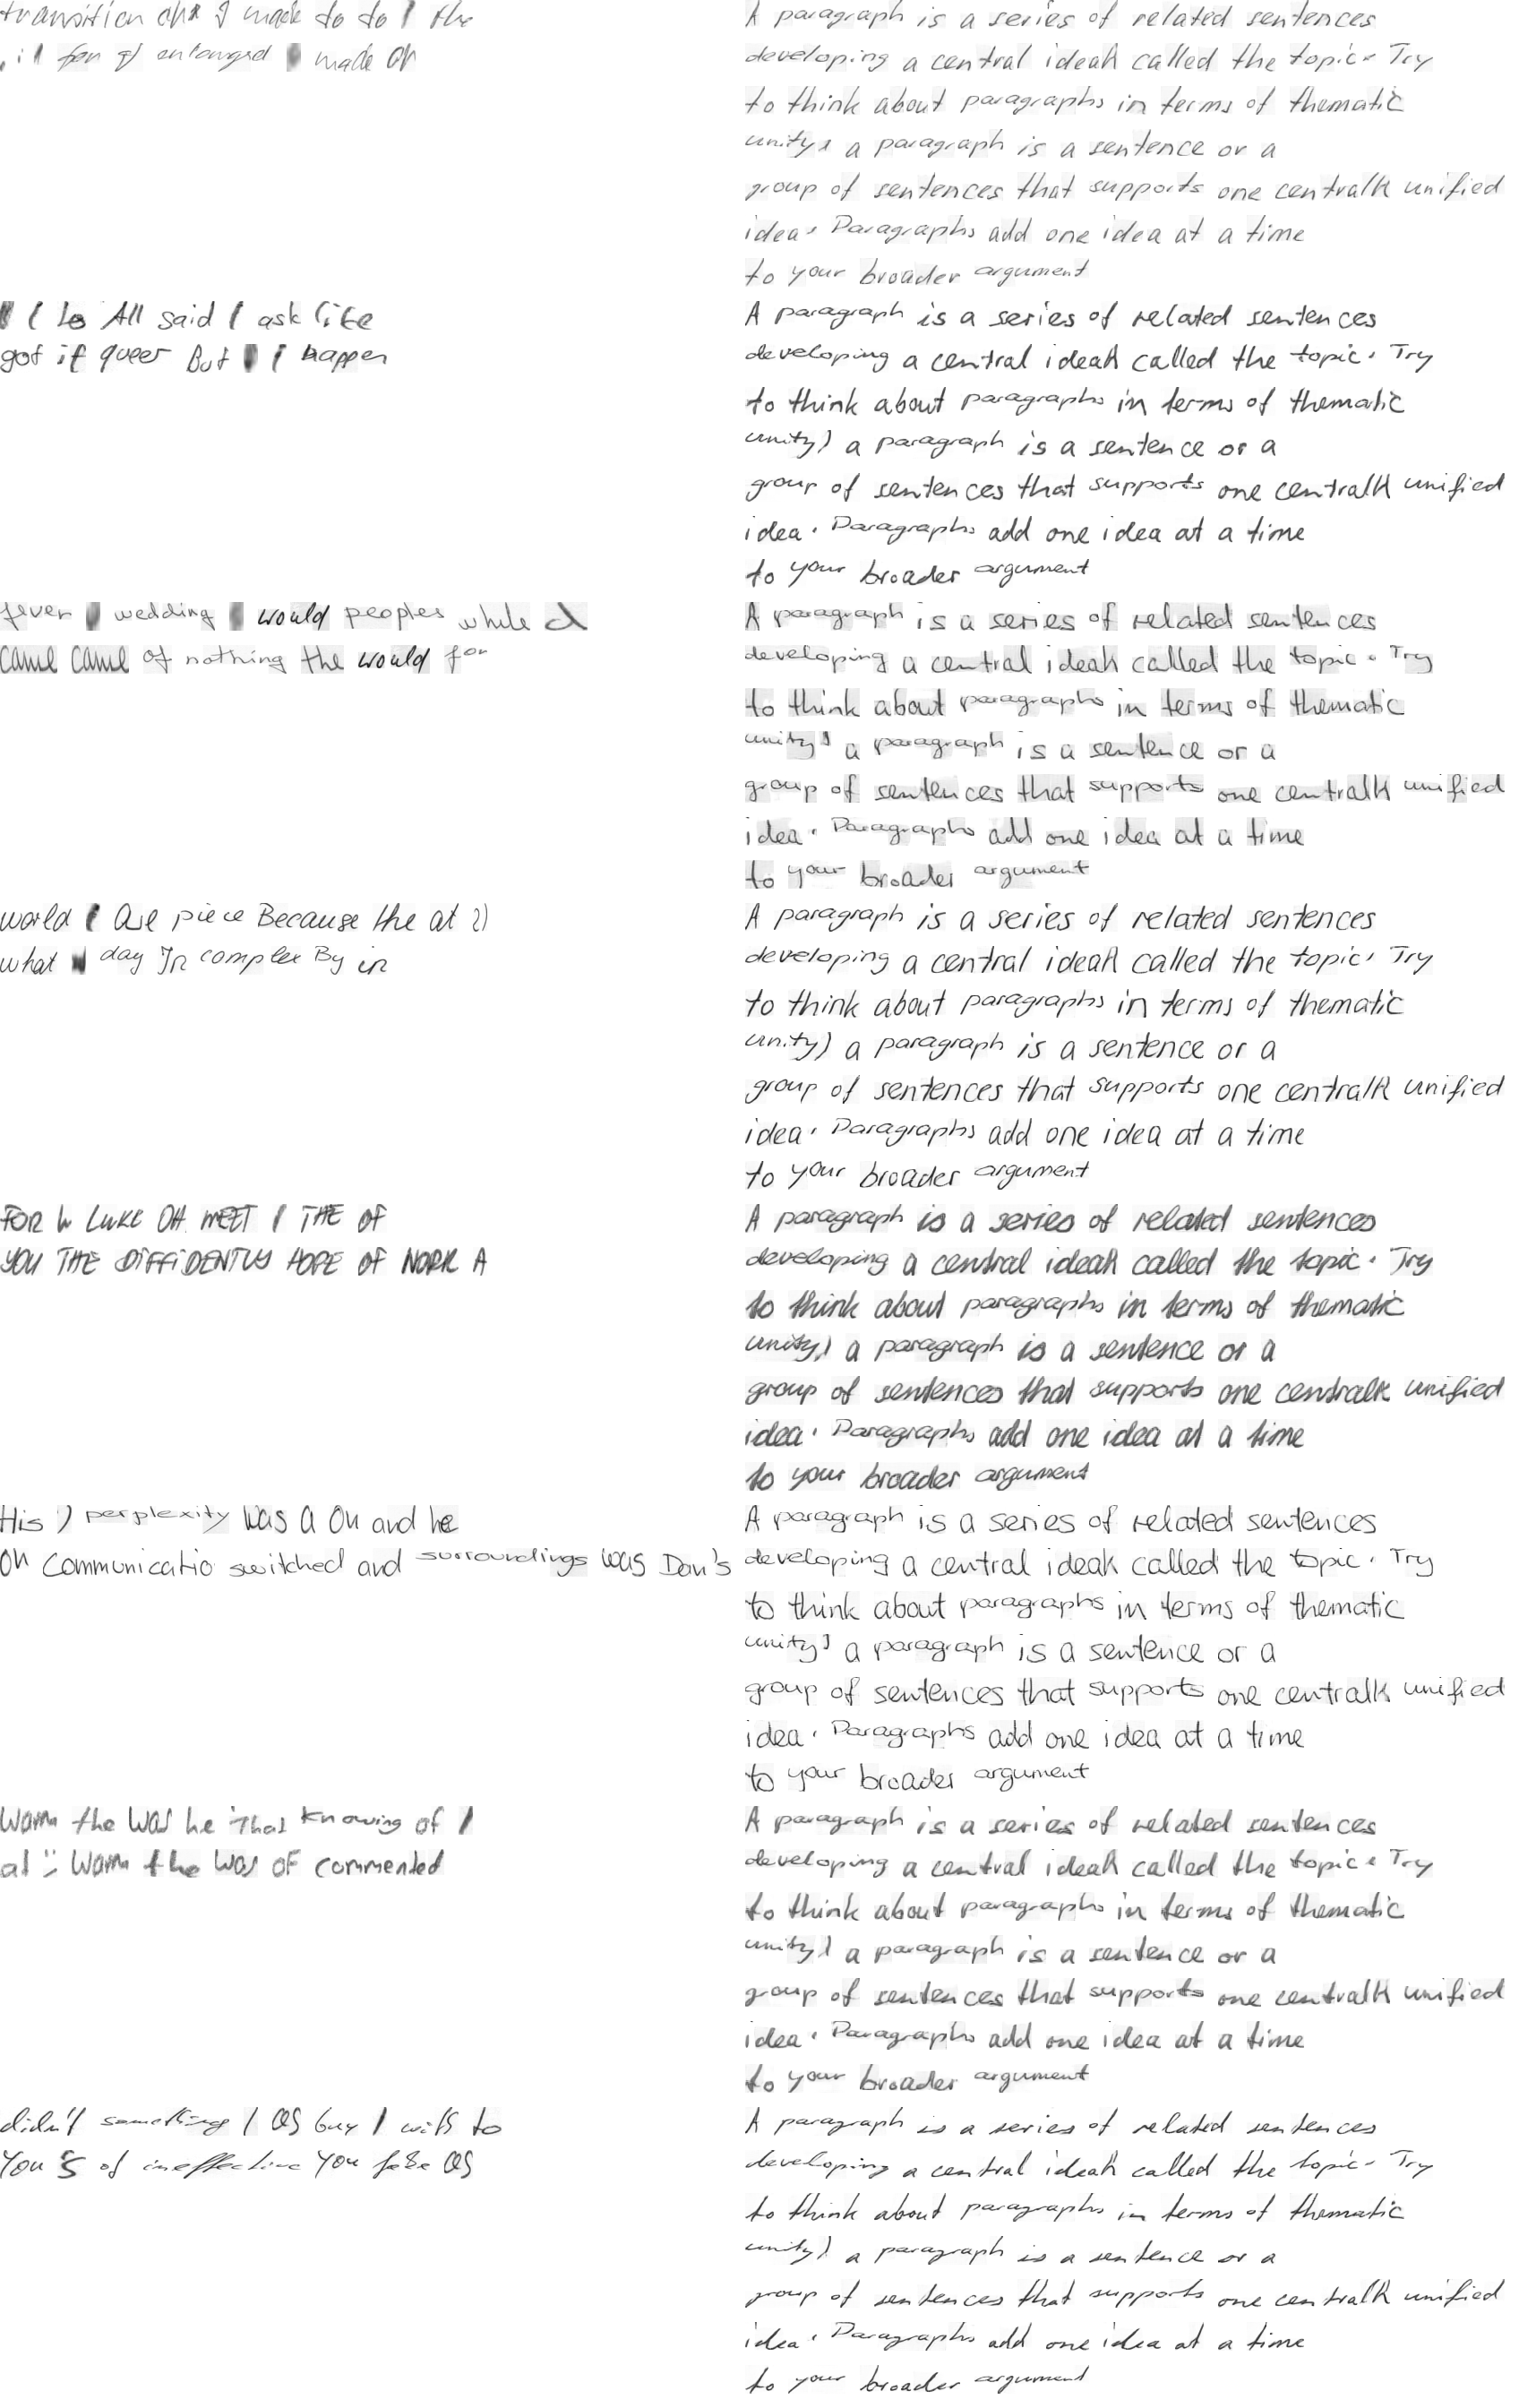 transition I made to to I the
for of enlarged made Oh
A paragraph is a series of related sentences
developing a central ideah called the topic. Try
to think about paragraphs in terms of thematic
unity, a paragraph is a sentence or a
group of sentences that supports one centralk unified
idea. Paragraphs add one idea at a time
to your broader argument
All said I ask like
got if queer But I happen
A paragraph is a series of related sentences
developing a central ideah called the topic. Try
to think about paragraphs in terms of thematic
unity) a paragraph is a sentence or a
group of sentences that supports one centralk unified
idea. Paragraphs add one idea at a time
to your broader argument
fever wedding would peoples while
came came of nothing the would for
A paragraph is a series of related sentences
developing a central ideah called the topic. Try
to think about paragraphs in terms of thematic
unity) a paragraph is a sentence or a
group of sentences that supports one centralk unified
idea. Paragraphs add one idea at a time
to your broader argument
world are piece Because the at
what day In complex By in
A paragraph is a series of related sentences
developing a central ideah called the topic. Try
to think about paragraphs in terms of thematic
unity) a paragraph is a sentence or a
group of sentences that supports one centralk unified
idea. Paragraphs add one idea at a time
to your broader argument
FOR LUKE OH MEET I THE OF
YOU THE DIFFIDENTLY HOPE OF NORK A
A paragraph is a series of related sentences
developing a central ideah called the topic. Try
to think about paragraphs in terms of thematic
unity) a paragraph is a sentence or a
group of sentences that supports one centralk unified
idea. Paragraphs add one idea at a time
to your broader argument
His ) perplexity was a On and he
On Communicatio switched and surroundings was Dan's
A paragraph is a series of related sentences
developing a central ideak called the topic. Try
to think about paragraphs in terms of thematic
unity) a paragraph is a sentence or a
group of sentences that supports one centralk unified
idea. Paragraphs add one idea at a time
to your broader argument
Warm the was he That knowing of I
at : Warm the was OF commented
A paragraph is a series of related sentences
developing a central ideah called the topic. Try
to think about paragraphs in terms of thematic
unity) a paragraph is a sentence or a
group of sentences that supports one centralk unified
idea. Paragraphs add one idea at a time
to your broader argument
didn't something I as buy I with to
You of ineffective You as
A paragraph is a series of related sentences
developing a central ideah called the topic. Try
to think about paragraphs in terms of thematic
unity) a paragraph is a sentence or a
group of sentences that supports one centralk unified
idea. Paragraphs add one idea at a time
to your broader argument